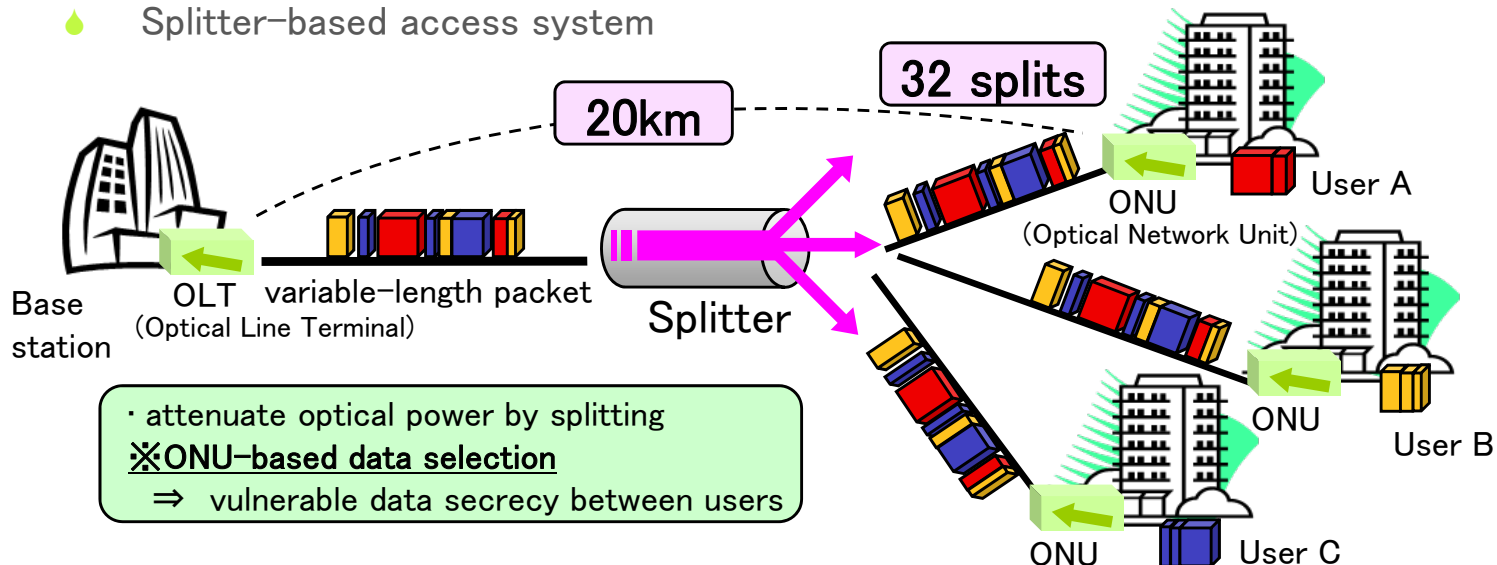 Splitter-based access system
32 splits
20km
User A
ONU
(Optical Network Unit)
OLT
(Optical Line Terminal)
variable-length packet
Base
station
Splitter
ONU
User B
・attenuate optical power by splitting
※ONU-based data selection
⇒ vulnerable data secrecy between users
ONU
User C